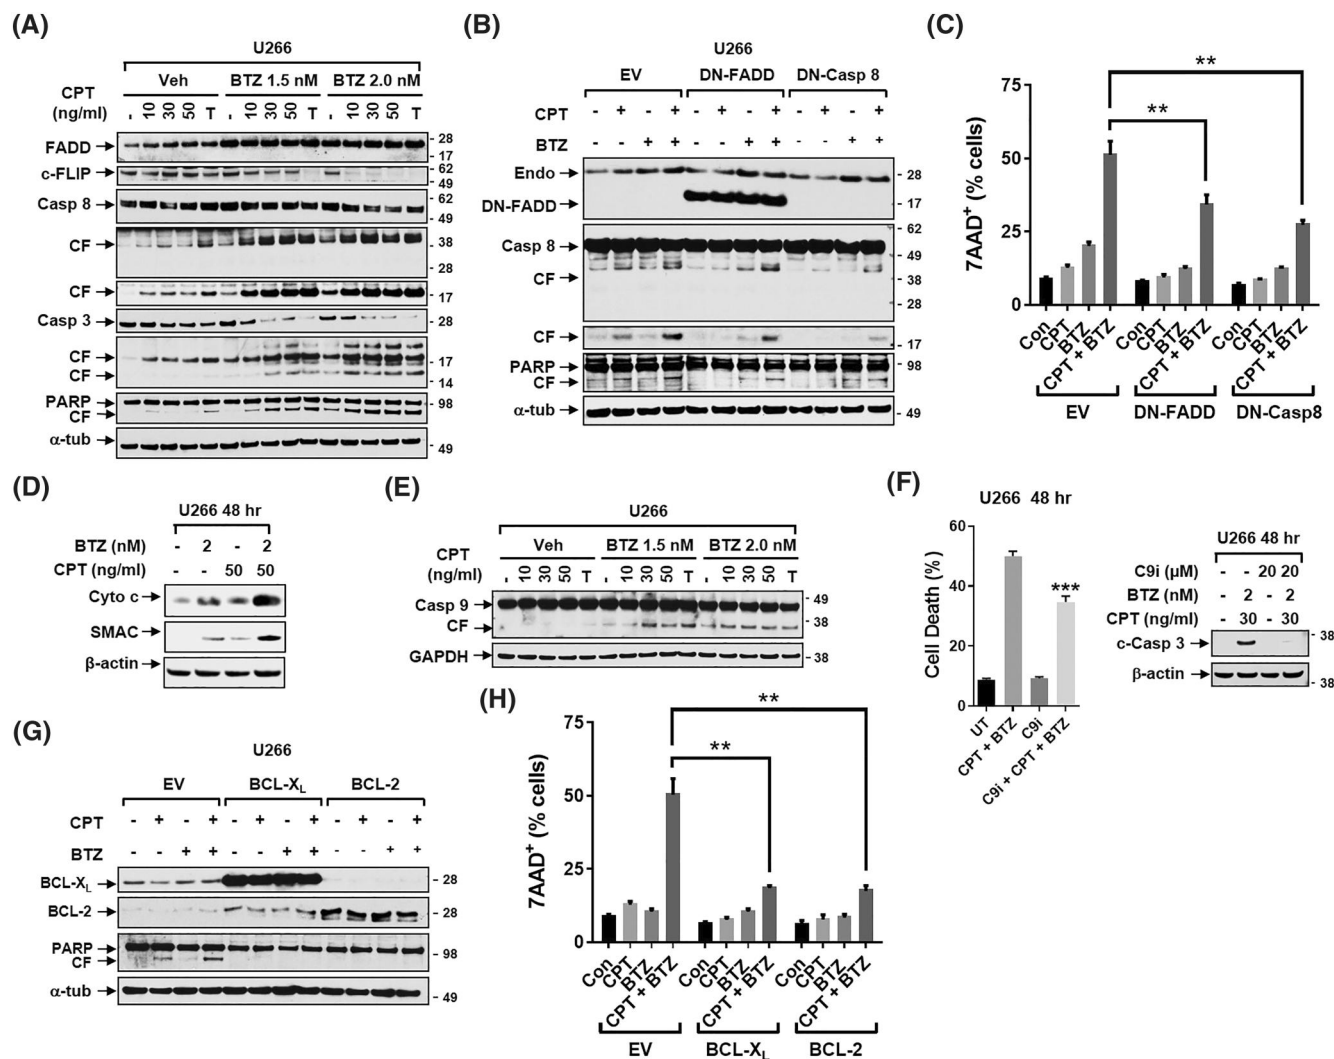 (A)
U266
Veh BTZ 1.5 nM BTZ 2.0 nM
CPT
(ng/ml)
- 10 30 50 T - 10 30 50 T - 10 30 50 T
FADD
- 28
- 17
c-FLIP
- 62
- 49
Casp 8
- 62
- 49
CF
- 38
- 28
CF
- 17
Casp 3
- 28
CF
- 17
CF
- 14
PARP
- 98
CF
α-tub
- 49
(B)
U266
EV DN-FADD DN-Casp 8
CPT - + - + - + - + - + - +
BTZ - - + + - - + + - - + +
Endo
- 28
DN-FADD
- 17
- 62
Casp 8
- 49
- 38
CF
- 28
CF
- 17
PARP
- 98
CF
α-tub
- 49
(C)
7AAD+ (% cells)
75
50
25
0
**
**
Con CPT BTZ CPT + BTZ Con CPT BTZ CPT + BTZ Con CPT BTZ CPT + BTZ
EV DN-FADD DN-Casp8
(D)
U266 48 hr
BTZ (nM) - 2 - 2
CPT (ng/ml) - - 50 50
Cyto c
SMAC
β-actin
(E)
U266
Veh BTZ 1.5 nM BTZ 2.0 nM
CPT
(ng/ml)
- 10 30 50 T - 10 30 50 T - 10 30 50 T
Casp 9
- 49
- 38
CF
GAPDH
- 38
(F)
U266 48 hr
Cell Death (%)
60
40
20
0
***
UT CPT + BTZ C9i C9i + CPT + BTZ
U266 48 hr
C9i (µM) - - 20 20
BTZ (nM) - 2 - 2
CPT (ng/ml) - 30 - 30
c-Casp 3
- 38
β-actin
- 38
(G)
U266
EV BCL-XL BCL-2
CPT - + - + - + - + - + - +
BTZ - - + + - - + + - - + +
BCL-XL
- 28
BCL-2
- 28
PARP
- 98
CF
α-tub
- 49
(H)
7AAD+ (% cells)
75
50
25
0
**
**
Con CPT BTZ CPT + BTZ Con CPT BTZ CPT + BTZ Con CPT BTZ CPT + BTZ
EV BCL-XL BCL-2